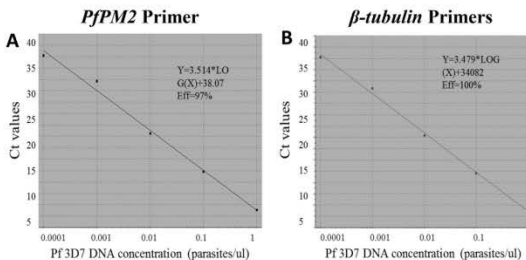 PfPM2 Primer
β-tubulin Primers
A
Y=3.514*LO
G(X)+38.07
Eff=97%
Ct values
40
35
30
25
20
15
10
5
0.0001
0.001
0.01
0.1
1
Pf 3D7 DNA concentration (parasites/ul)
B
Y=3.479*LOG
(X)+34082
Eff=100%
Ct values
40
35
30
25
20
15
10
5
0.0001
0.001
0.01
0.1
Pf 3D7 DNA concentration (parasites/ul)